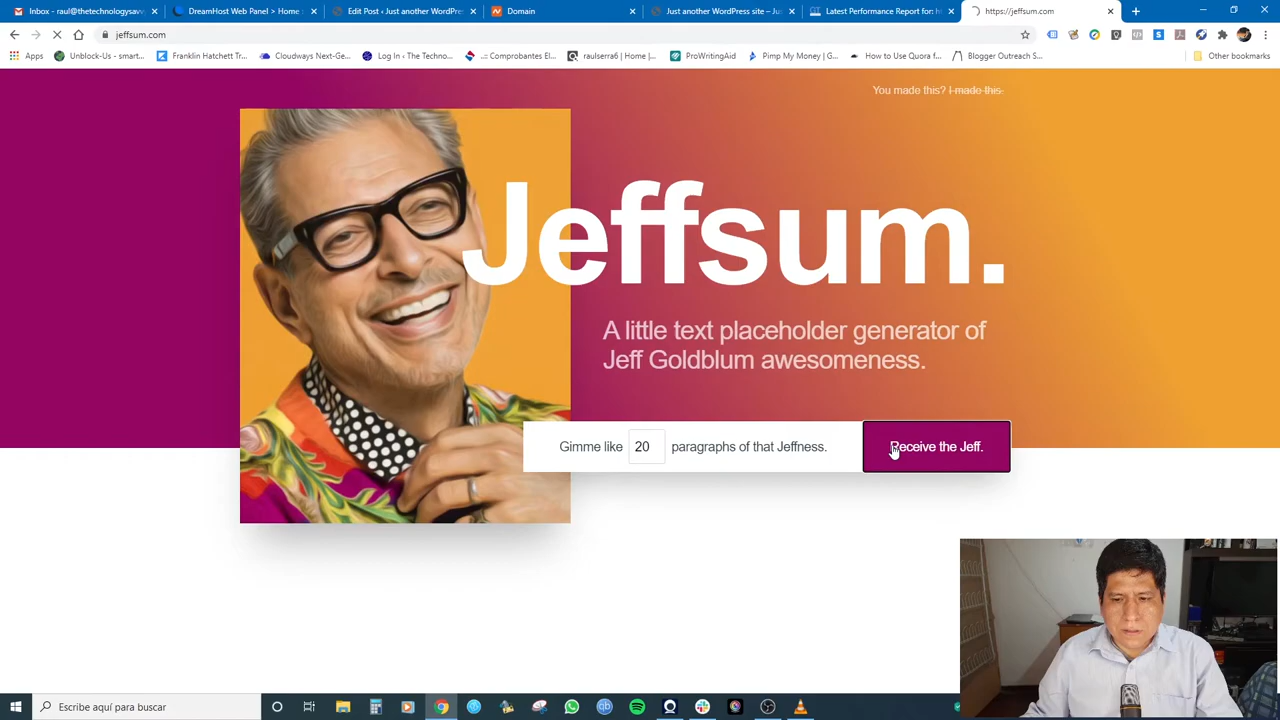 Inbox - raul@thetechnologysav
DreamHost Web Panel > Home
Edit Post ‹ Just another WordPre
Domain
Just another WordPress site – Ju
Latest Performance Report for: h
https://jeffsum.com
jeffsum.com
Apps
Unblock-Us - smart...
Franklin Hatchett T...
Cloudways Next-Ge...
Log In ‹ The Techno...
.::: Comprobantes El...
raulserra6 | Home |...
ProWritingAid
Pimp My Money | G...
How to Use Quora f...
Blogger Outreach S...
Other bookmarks
You made this? I made this.
Jeffsum.
A little text placeholder generator of
Jeff Goldblum awesomeness.
Gimme like 20 paragraphs of that Jeffness.
Receive the Jeff.
Escribe aquí para buscar